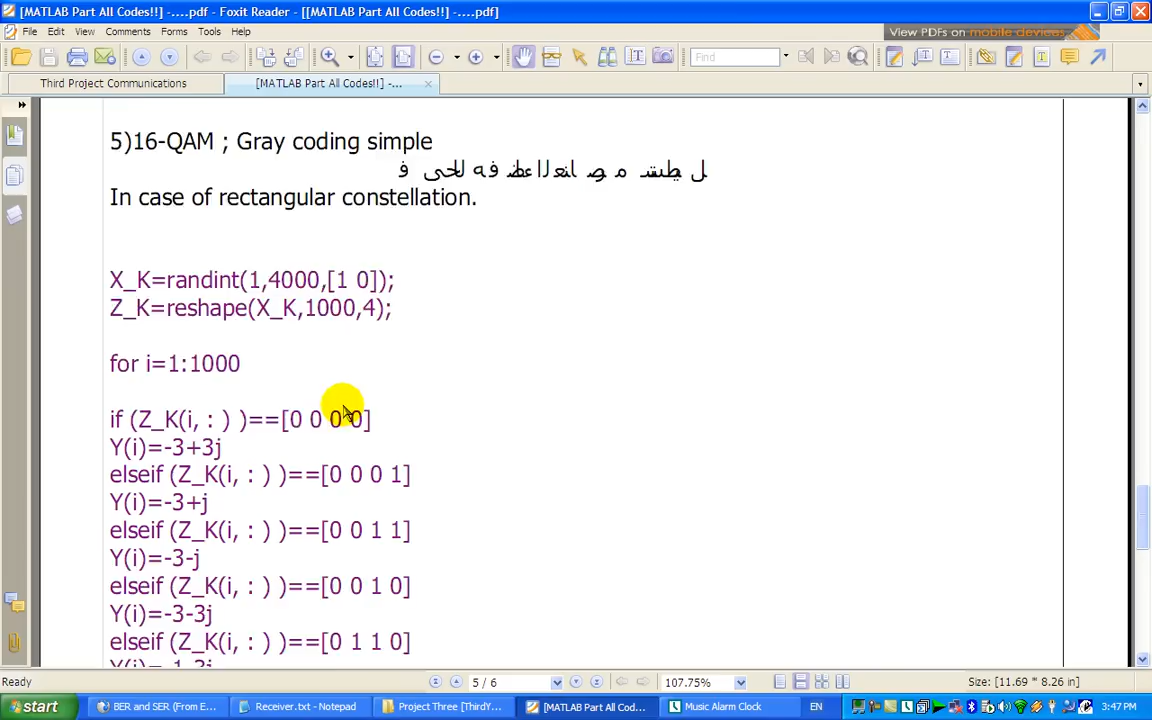 [MATLAB Part All Codes!!] -....pdf - Foxit Reader - [[MATLAB Part All Codes!!] -....pdf]
File Edit View Comments Forms Tools Help
View PDFs on mobile devices
Find
Third Project Communications
[MATLAB Part All Codes!!] -...
5)16-QAM ; Gray coding simple
In case of rectangular constellation.
X_K=randint(1,4000,[1 0]);
Z_K=reshape(X_K,1000,4);
for i=1:1000
if (Z_K(i, : ) )==[0 0 0 0]
Y(i)=-3+3j
elseif (Z_K(i, : ) )==[0 0 0 1]
Y(i)=-3+j
elseif (Z_K(i, : ) )==[0 0 1 1]
Y(i)=-3-j
elseif (Z_K(i, : ) )==[0 0 1 0]
Y(i)=-3-3j
elseif (Z_K(i, : ) )==[0 1 1 0]
Ready
5 / 6
107.75%
Size: [11.69 * 8.26 in]
start
BER and SER (From E...
Receiver.txt - Notepad
Project Three [ThirdY...
[MATLAB Part All Cod...
Music Alarm Clock
EN
3:47 PM